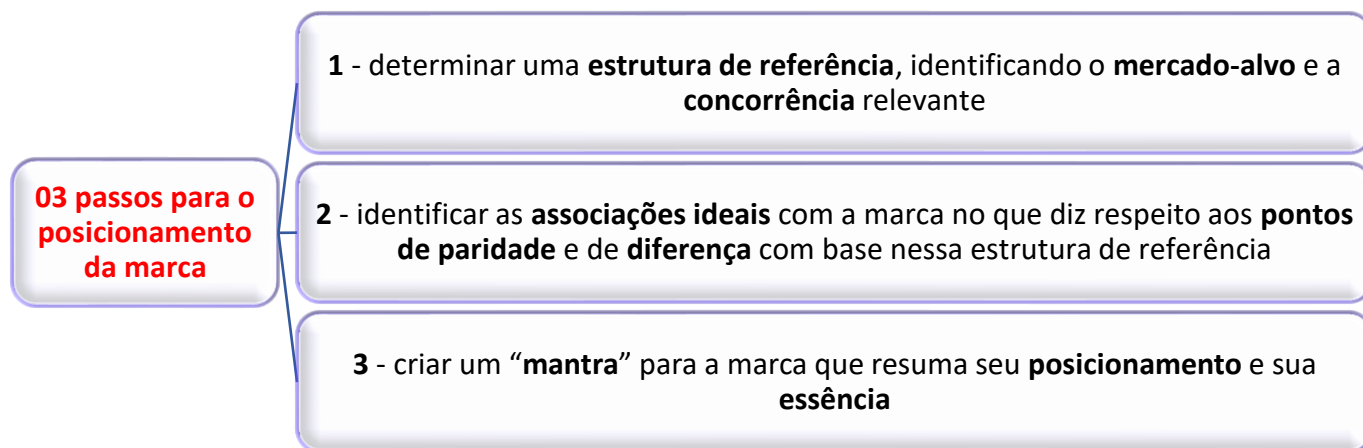 03 passos para o
posicionamento
da marca
1 - determinar uma estrutura de referência, identificando o mercado-alvo e a
concorrência relevante
2 - identificar as associações ideais com a marca no que diz respeito aos pontos
de paridade e de diferença com base nessa estrutura de referência
3 - criar um “mantra” para a marca que resuma seu posicionamento e sua
essência